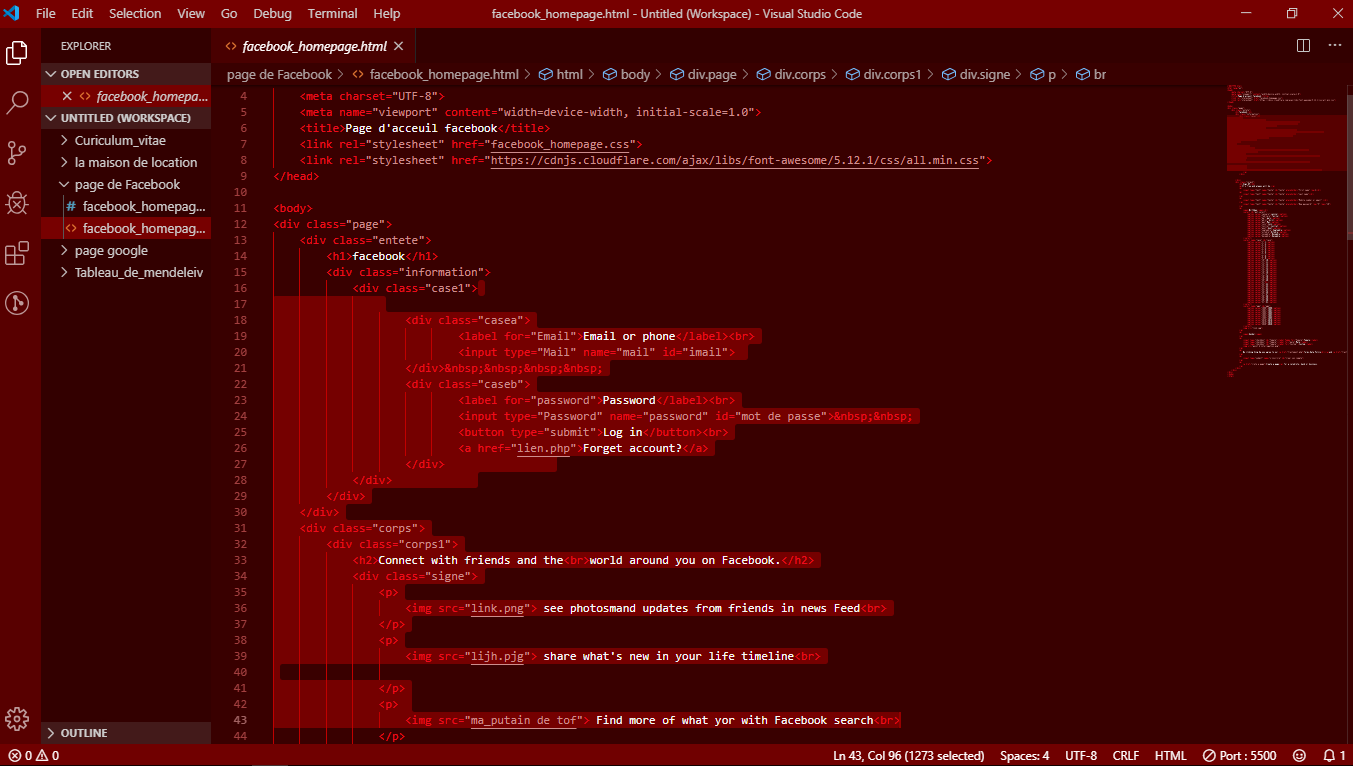 File Edit Selection View Go Debug Terminal Help facebook_homepage.html - Untitled (Workspace) - Visual Studio Code
EXPLORER
OPEN EDITORS
<> facebook_homepa...
UNTITLED (WORKSPACE)
Curiculum_vitae
la maison de location
page de Facebook
# facebook_homepag...
<> facebook_homepag...
page google
Tableau_de_mendeleiv
OUTLINE
<> facebook_homepage.html
page de Facebook > <> facebook_homepage.html > html > body > div.page > div.corps > div.corps1 > div.signe > p > br
4 <meta charset="UTF-8">
5 <meta name="viewport" content="width=device-width, initial-scale=1.0">
6 <title>Page d'acceuil facebook</title>
7 <link rel="stylesheet" href="facebook_homepage.css">
8 <link rel="stylesheet" href="https://cdnjs.cloudflare.com/ajax/libs/font-awesome/5.12.1/css/all.min.css">
9 </head>
10
11 <body>
12 <div class="page">
13 <div class="entete">
14 <h1>facebook</h1>
15 <div class="information">
16 <div class="case1">
17
18 <div class="casea">
19 <label for="Email">Email or phone</label><br>
20 <input type="Mail" name="mail" id="imail">
21 </div>&nbsp;&nbsp;&nbsp;&nbsp;
22 <div class="caseb">
23 <label for="password">Password</label><br>
24 <input type="Password" name="password" id="mot de passe">&nbsp;&nbsp;
25 <button type="submit">Log in</button><br>
26 <a href="lien.php">Forget account?</a>
27 </div>
28 </div>
29 </div>
30 </div>
31 <div class="corps">
32 <div class="corps1">
33 <h2>Connect with friends and the<br>world around you on Facebook.</h2>
34 <div class="signe">
35 <p>
36 <img src="link.png"> see photosmand updates from friends in news Feed<br>
37 </p>
38 <p>
39 <img src="lijh.pjg"> share what's new in your life timeline<br>
40
41 </p>
42 <p>
43 <img src="ma_putain de tof"> Find more of what yor with Facebook search<br>
44 </p>
0 0 Ln 43, Col 96 (1273 selected) Spaces: 4 UTF-8 CRLF HTML Port : 5500 1